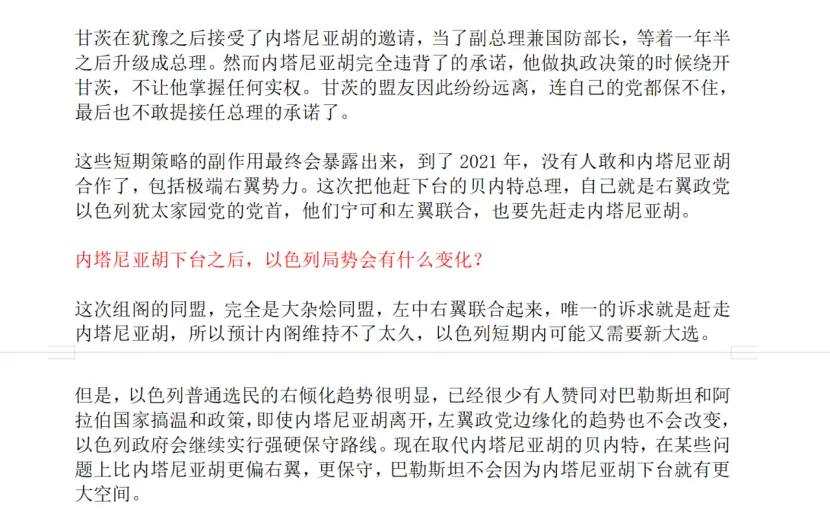 甘茨在犹豫之后接受了内塔尼亚胡的邀请，当了副总理兼国防部长，等着一年半
之后升级成总理。然而内塔尼亚胡完全违背了的承诺，他做执政决策的时候绕开
甘茨，不让他掌握任何实权。甘茨的盟友因此纷纷远离，连自己的党都保不住，
最后也不敢提接任总理的承诺了。
这些短期策略的副作用最终会暴露出来，到了 2021 年，没有人敢和内塔尼亚胡
合作了，包括极端右翼势力。这次把他赶下台的贝内特总理，自己就是右翼政党
以色列犹太家园党的党首，他们宁可和左翼联合，也要先赶走内塔尼亚胡。
内塔尼亚胡下台之后，以色列局势会有什么变化？
这次组阁的同盟，完全是大杂烩同盟，左中右翼联合起来，唯一的诉求就是赶走
内塔尼亚胡，所以预计内阁维持不了太久，以色列短期内可能又需要新大选。
但是，以色列普通选民的右倾化趋势很明显，已经很少有人赞同对巴勒斯坦和阿
拉伯国家搞温和政策，即使内塔尼亚胡离开，左翼政党边缘化的趋势也不会改变，
以色列政府会继续实行强硬保守路线。现在取代内塔尼亚胡的贝内特，在某些问
题上比内塔尼亚胡更偏右翼，更保守，巴勒斯坦不会因为内塔尼亚胡下台就有更
大空间。